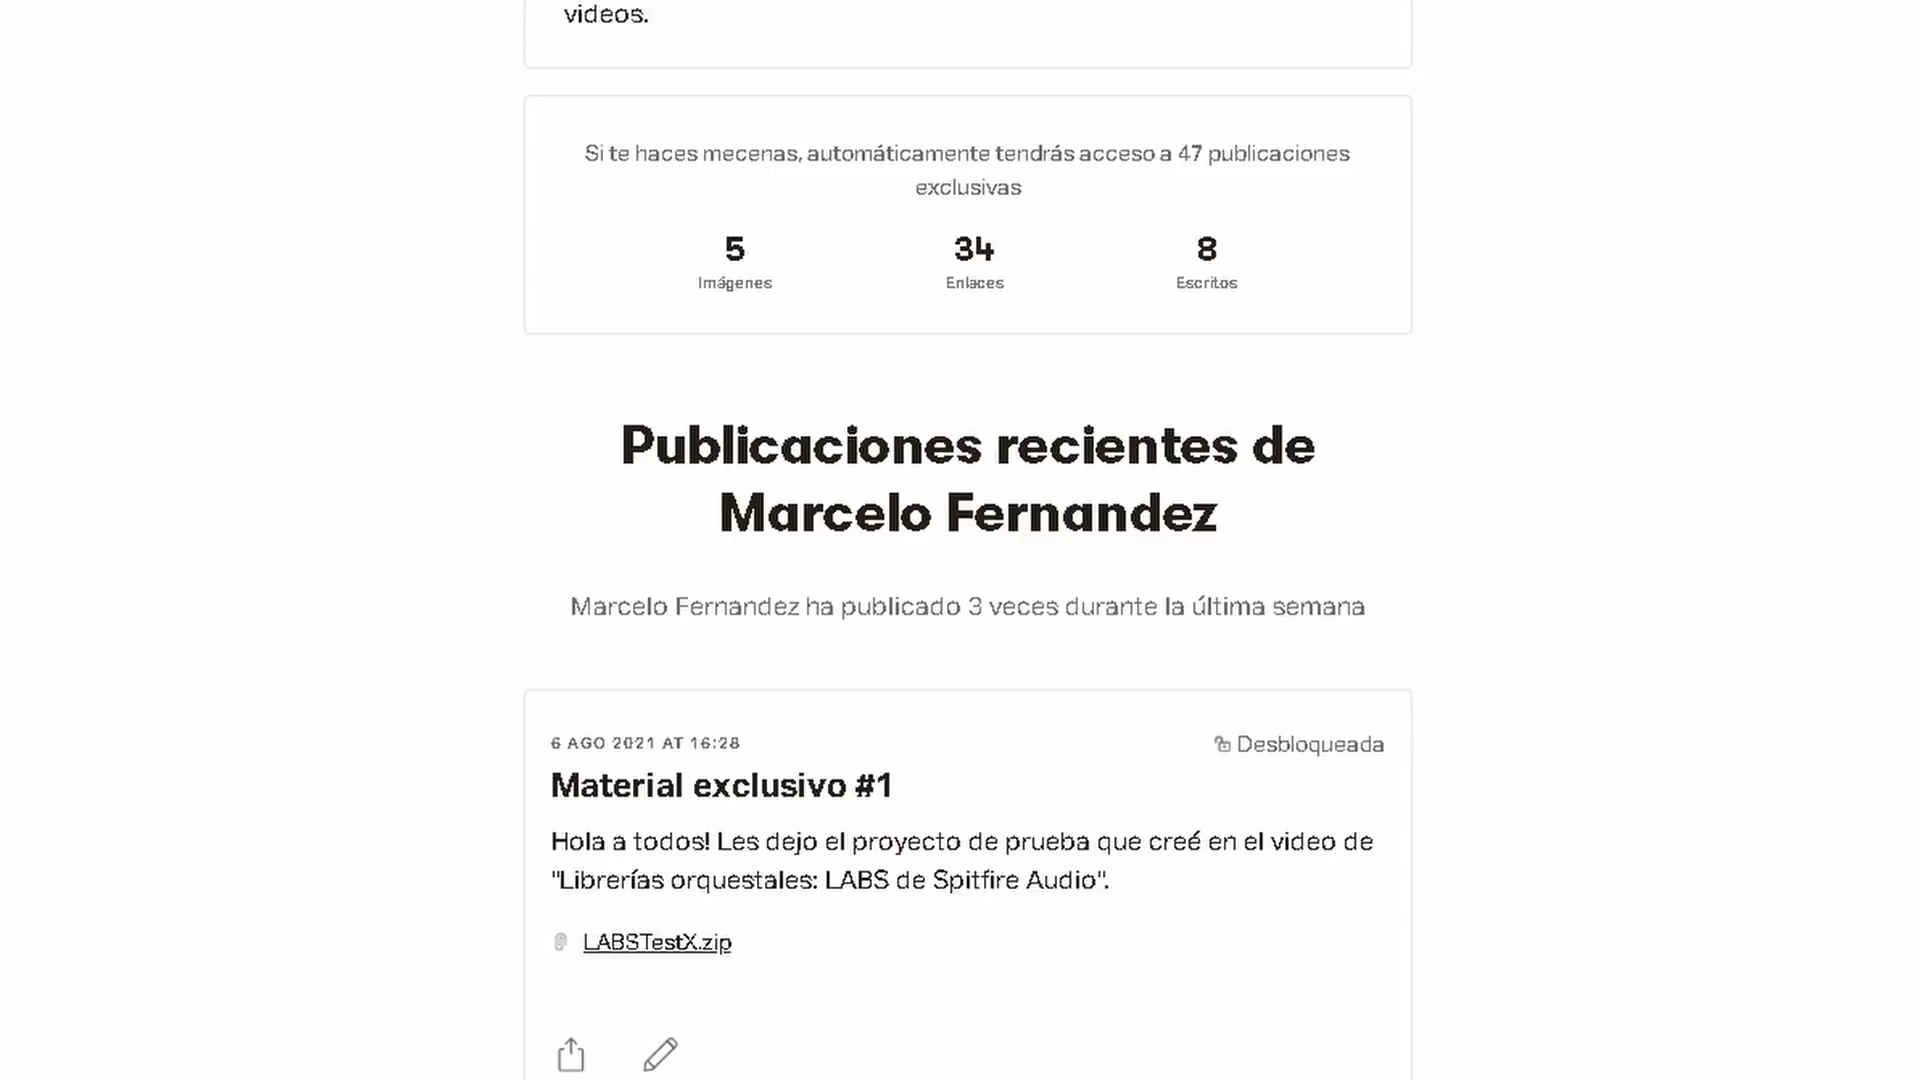 videos.
Si te haces mecenas, automáticamente tendrás acceso a 47 publicaciones
exclusivas
5
Imágenes
34
Enlaces
8
Escritos
Publicaciones recientes de
Marcelo Fernandez
Marcelo Fernandez ha publicado 3 veces durante la última semana
6 AGO 2021 AT 16:28
Desbloqueada
Material exclusivo #1
Hola a todos! Les dejo el proyecto de prueba que creé en el video de
"Librerías orquestales: LABS de Spitfire Audio".
LABSTestX.zip